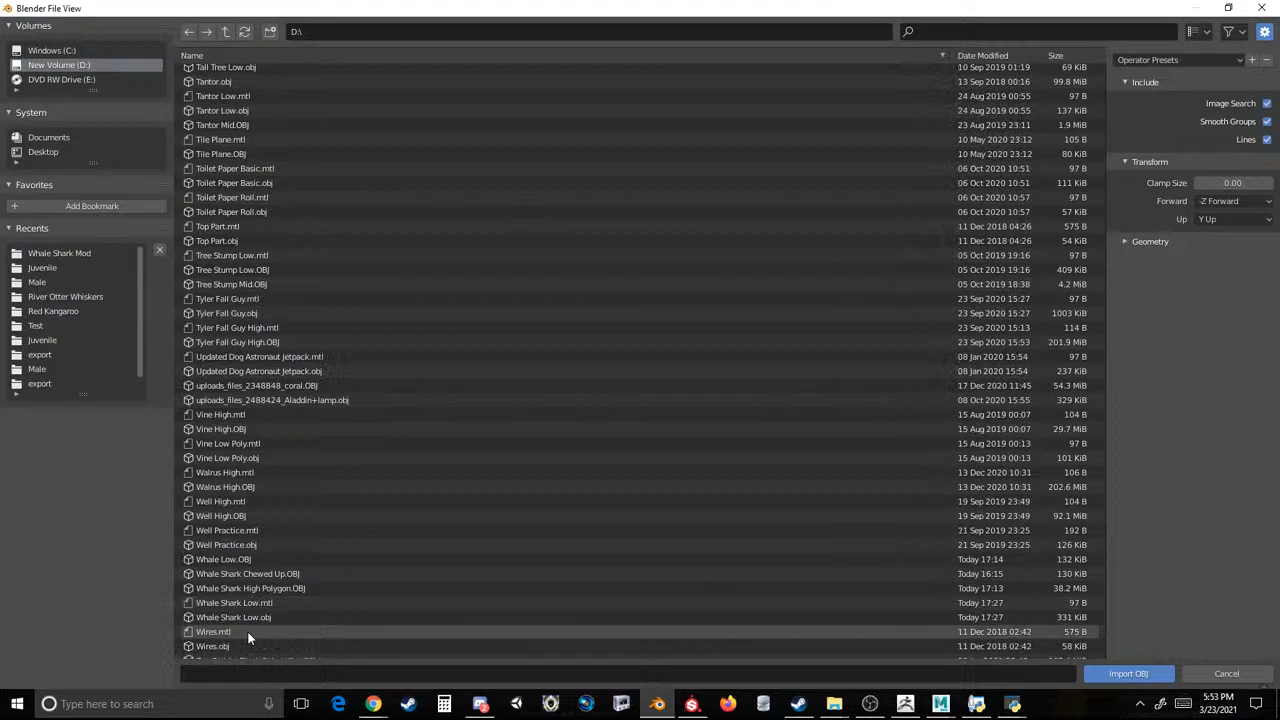 Blender File View
Volumes
Windows (C:)
New Volume (D:)
DVD RW Drive (E:)
System
Documents
Desktop
Favorites
+ Add Bookmark
Recents
Whale Shark Mod
Juvenile
Male
River Otter Whiskers
Red Kangaroo
Test
Juvenile
export
Male
export
D:\
Name Date Modified Size
Tall Tree Low.obj 10 Sep 2019 01:19 69 KiB
Tantor.obj 13 Sep 2018 00:16 99.8 MiB
Tantor Low.mtl 24 Aug 2019 00:55 97 B
Tantor Low.obj 24 Aug 2019 00:55 137 KiB
Tantor Mid.OBJ 23 Aug 2019 23:11 1.9 MiB
Tile Plane.mtl 10 May 2020 23:12 105 B
Tile Plane.OBJ 10 May 2020 23:12 80 KiB
Toilet Paper Basic.mtl 06 Oct 2020 10:51 97 B
Toilet Paper Basic.obj 06 Oct 2020 10:51 111 KiB
Toilet Paper Roll.mtl 06 Oct 2020 10:57 97 B
Toilet Paper Roll.obj 06 Oct 2020 10:57 57 KiB
Top Part.mtl 11 Dec 2018 04:26 575 B
Top Part.obj 11 Dec 2018 04:26 54 KiB
Tree Stump Low.mtl 05 Oct 2019 19:16 97 B
Tree Stump Low.OBJ 05 Oct 2019 19:16 409 KiB
Tree Stump Mid.OBJ 05 Oct 2019 18:38 4.2 MiB
Tyler Fall Guy.mtl 23 Sep 2020 15:27 97 B
Tyler Fall Guy.obj 23 Sep 2020 15:27 1003 KiB
Tyler Fall Guy High.mtl 23 Sep 2020 15:13 114 B
Tyler Fall Guy High.OBJ 23 Sep 2020 15:53 201.9 MiB
Updated Dog Astronaut Jetpack.mtl 08 Jan 2020 15:54 97 B
Updated Dog Astronaut Jetpack.obj 08 Jan 2020 15:54 237 KiB
uploads_files_2348848_coral.OBJ 17 Dec 2020 11:45 54.3 MiB
uploads_files_2488424_Aladdin+lamp.obj 08 Oct 2020 15:55 329 KiB
Vine High.mtl 15 Aug 2019 00:07 104 B
Vine High.OBJ 15 Aug 2019 00:07 29.7 MiB
Vine Low Poly.mtl 15 Aug 2019 00:13 97 B
Vine Low Poly.obj 15 Aug 2019 00:13 101 KiB
Walrus High.mtl 13 Dec 2020 10:31 106 B
Walrus High.OBJ 13 Dec 2020 10:31 202.6 MiB
Well High.mtl 19 Sep 2019 23:49 104 B
Well High.OBJ 19 Sep 2019 23:49 92.1 MiB
Well Practice.mtl 21 Sep 2019 23:25 192 B
Well Practice.obj 21 Sep 2019 23:25 126 KiB
Whale Low.OBJ Today 17:14 132 KiB
Whale Shark Chewed Up.OBJ Today 16:15 130 KiB
Whale Shark High Polygon.OBJ Today 17:13 38.2 MiB
Whale Shark Low.mtl Today 17:27 97 B
Whale Shark Low.obj Today 17:27 331 KiB
Wires.mtl 11 Dec 2018 02:42 575 B
Wires.obj 11 Dec 2018 02:42 58 KiB
Operator Presets
Include
Image Search
Smooth Groups
Lines
Transform
Clamp Size 0.00
Forward -Z Forward
Up Y Up
Geometry
Import OBJ
Cancel
Type here to search
5:53 PM
3/23/2021